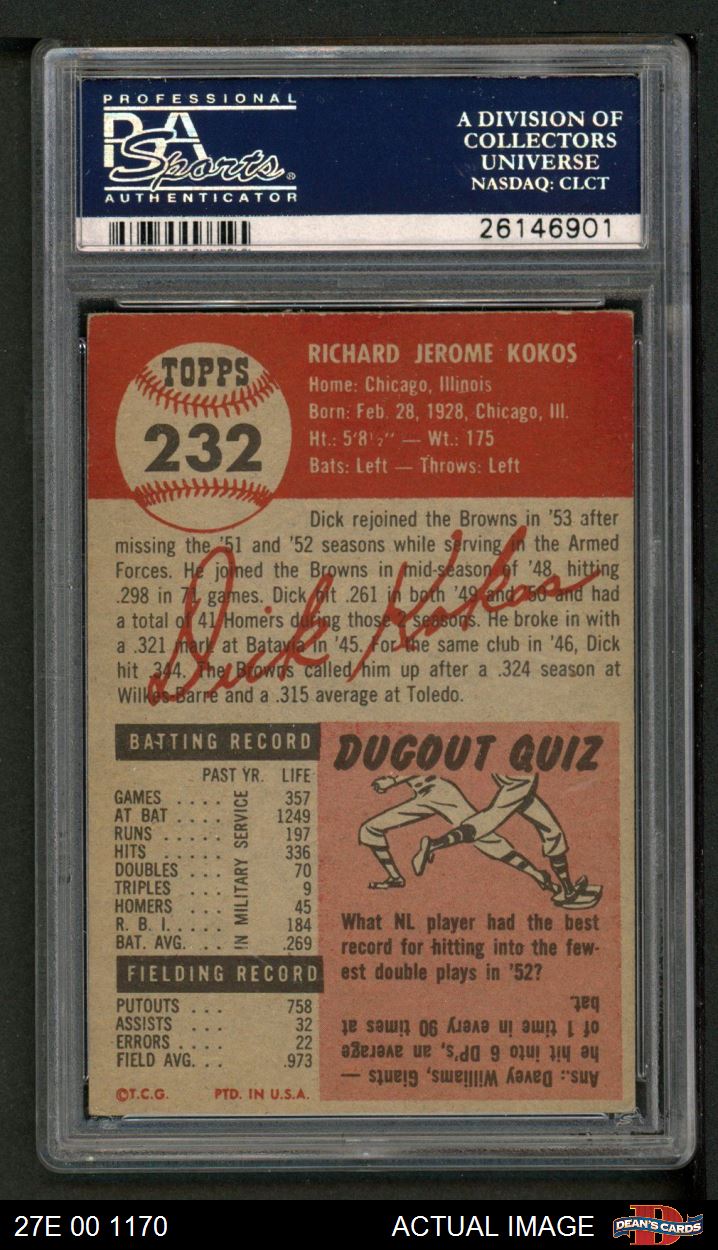 PROFESSIONAL
PSA
Sports
AUTHENTICATOR
A DIVISION OF
COLLECTORS
UNIVERSE
NASDAQ: CLCT
26146901
TOPPS
232
RICHARD JEROME KOKOS
Home: Chicago, Illinois
Born: Feb. 28, 1928, Chicago, Ill.
Ht.: 5'8½" — Wt.: 175
Bats: Left — Throws: Left
Dick rejoined the Browns in '53 after
missing the '51 and '52 seasons while serving in the Armed
Forces. He joined the Browns in mid-season of '48, hitting
.298 in 71 games. Dick hit .261 in both '49 and '50 and had
a total of 41 Homers during those 2 seasons. He broke in with
a .321 mark at Batavia in '45. For the same club in '46, Dick
hit .344. The Browns called him up after a .324 season at
Wilkes-Barre and a .315 average at Toledo.
Dick Kokos
BATTING RECORD
PAST YR. LIFE
GAMES .... 357
AT BAT .... 1249
RUNS ..... 197
HITS ..... 336
DOUBLES .... 70
TRIPLES ... 9
HOMERS ... 45
R. B. I..... 184
BAT. AVG. ... .269
IN MILITARY SERVICE
FIELDING RECORD
PUTOUTS ... 758
ASSISTS ... 32
ERRORS .... 22
FIELD AVG. ... .973
©T.C.G. PTD. IN U.S.A.
DUGOUT QUIZ
What NL player had the best
record for hitting into the few-
est double plays in '52?
Ans.: Davey Williams, Giants —
he hit into 6 DP's, an average
of 1 time in every 90 times at
bat.
27E 00 1170
ACTUAL IMAGE
DEAN'S CARDS